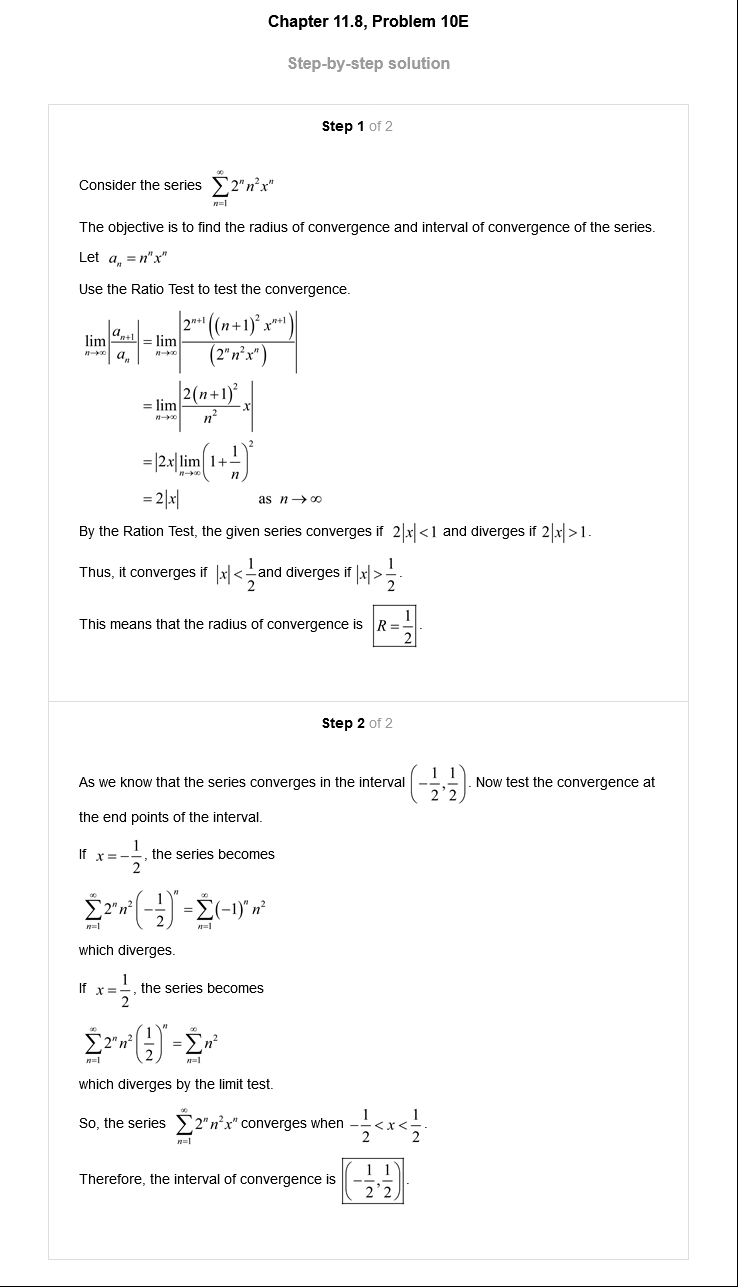 Chapter 11.8, Problem 10E
Step-by-step solution
Step 1 of 2
Consider the series $\sum_{n=1}^{\infty} 2^n n^2 x^n$
The objective is to find the radius of convergence and interval of convergence of the series.
Let $a_n = n^n x^n$
Use the Ratio Test to test the convergence.
$\lim_{n\to\infty}\left|\frac{a_{n+1}}{a_n}\right| = \lim_{n\to\infty}\left|\frac{2^{n+1}\left((n+1)^2 x^{n+1}\right)}{\left(2^n n^2 x^n\right)}\right|$
$= \lim_{n\to\infty}\left|\frac{2(n+1)^2}{n^2}x\right|$
$= |2x|\lim_{n\to\infty}\left(1+\frac{1}{n}\right)^2$
$= 2|x|$ as $n\to\infty$
By the Ration Test, the given series converges if $2|x|<1$ and diverges if $2|x|>1$.
Thus, it converges if $|x|<\frac{1}{2}$ and diverges if $|x|>\frac{1}{2}$.
This means that the radius of convergence is $R=\frac{1}{2}$.
Step 2 of 2
As we know that the series converges in the interval $\left(-\frac{1}{2},\frac{1}{2}\right)$. Now test the convergence at
the end points of the interval.
If $x=-\frac{1}{2}$, the series becomes
$\sum_{n=1}^{\infty} 2^n n^2\left(-\frac{1}{2}\right)^n = \sum_{n=1}^{\infty}(-1)^n n^2$
which diverges.
If $x=\frac{1}{2}$, the series becomes
$\sum_{n=1}^{\infty} 2^n n^2\left(\frac{1}{2}\right)^n = \sum_{n=1}^{\infty} n^2$
which diverges by the limit test.
So, the series $\sum_{n=1}^{\infty} 2^n n^2 x^n$ converges when $-\frac{1}{2}<x<\frac{1}{2}$.
Therefore, the interval of convergence is $\left(-\frac{1}{2},\frac{1}{2}\right)$.